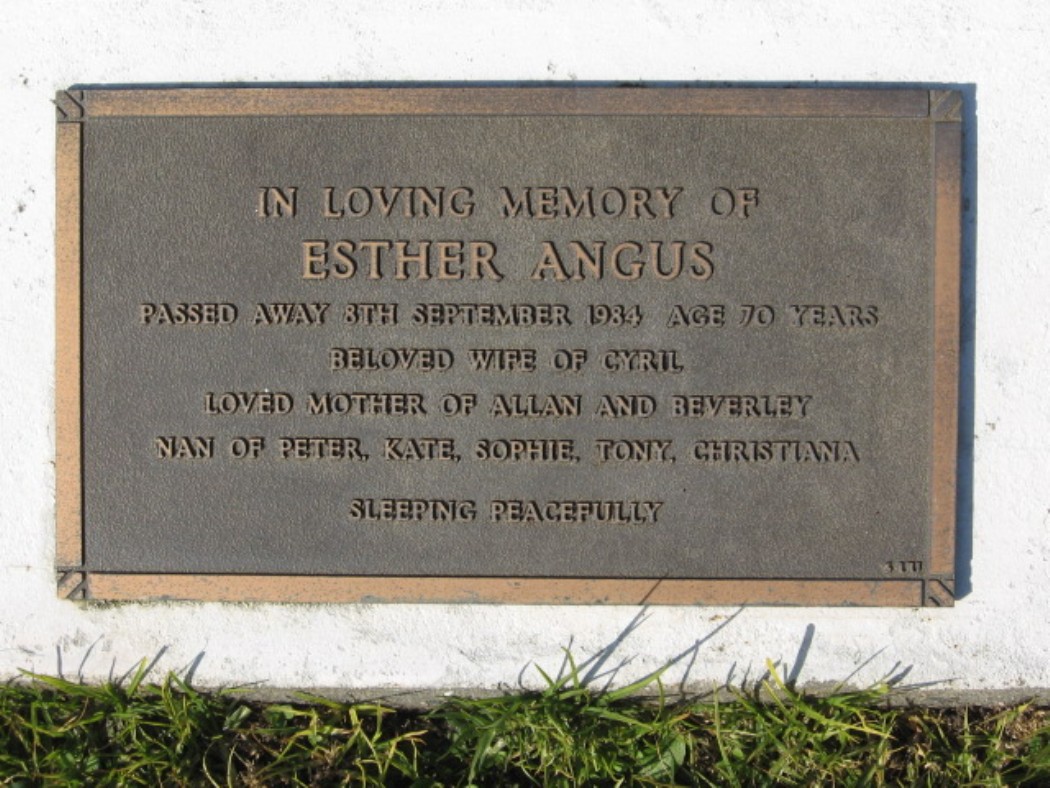 IN LOVING MEMORY OF
ESTHER ANGUS
PASSED AWAY 8TH SEPTEMBER 1984 AGE 70 YEARS
BELOVED WIFE OF CYRIL
LOVED MOTHER OF ALLAN AND BEVERLEY
NAN OF PETER, KATE, SOPHIE, TONY, CHRISTIANA
SLEEPING PEACEFULLY